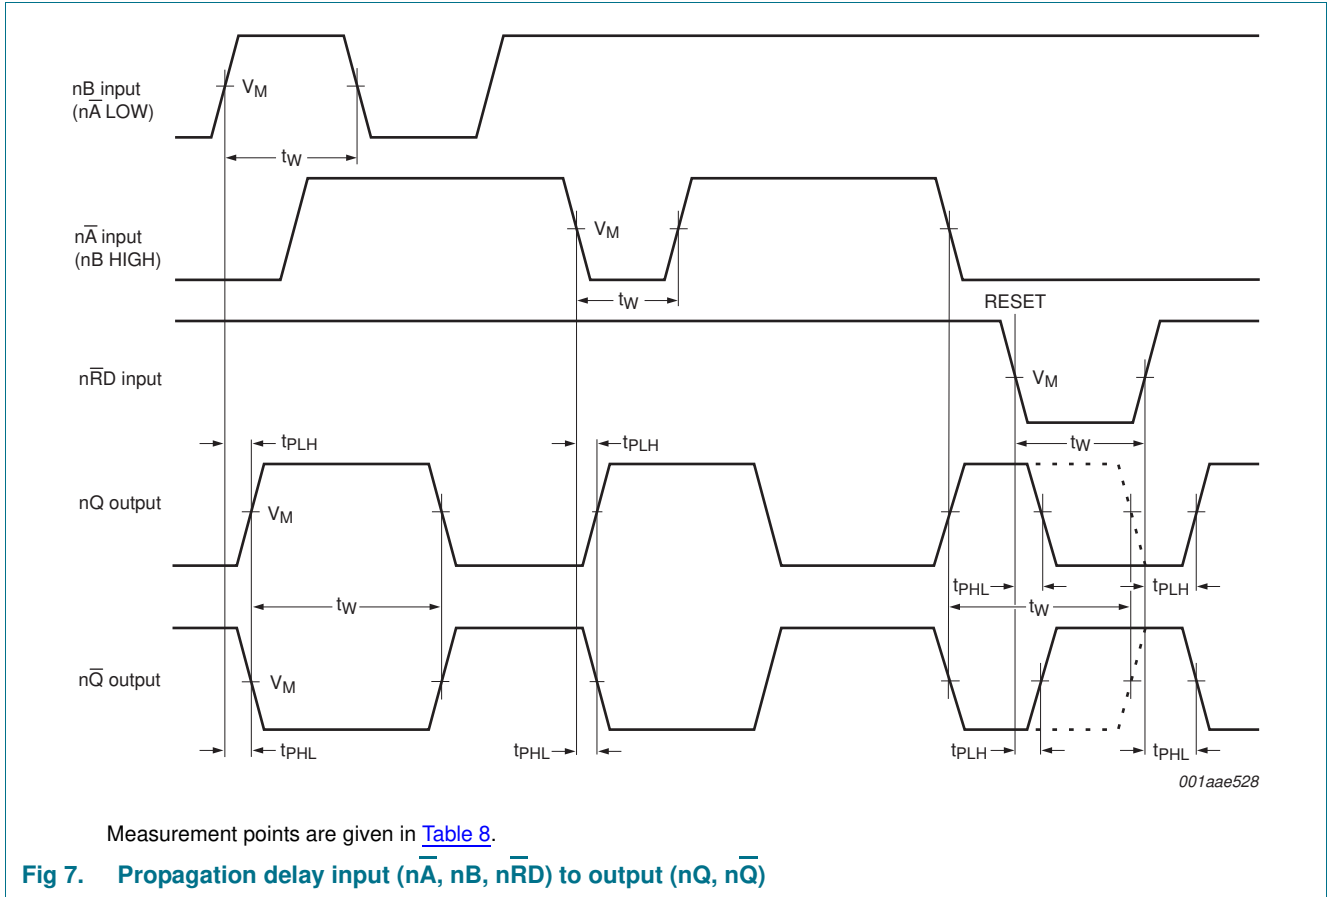 nB input
(nA̅ LOW)
VM
tW
nA̅ input
(nB HIGH)
VM
tW
RESET
nR̅D input
VM
tW
tPLH
tPLH
nQ output
VM
tPHL
tPLH
tW
tW
nQ̅ output
VM
tPHL
tPHL
tPLH
tPHL
001aae528
Measurement points are given in Table 8.
Fig 7. Propagation delay input (nA̅, nB, nR̅D) to output (nQ, nQ̅)